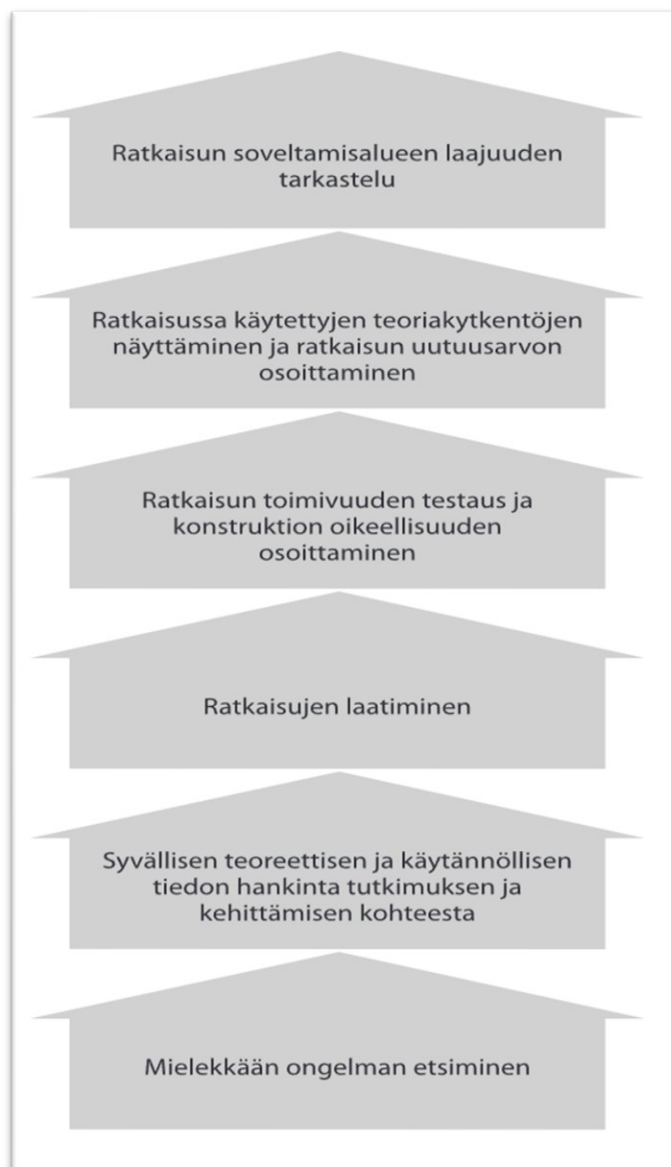 Ratkaisun soveltamisalueen laajuuden
tarkastelu
Ratkaisussa käytettyjen teoriakytkentöjen
näyttäminen ja ratkaisun uutuusarvon
osoittaminen
Ratkaisun toimivuuden testaus ja
konstruktion oikeellisuuden
osoittaminen
Ratkaisujen laatiminen
Syvällisen teoreettisen ja käytännöllisen
tiedon hankinta tutkimuksen ja
kehittämisen kohteesta
Mielekkään ongelman etsiminen